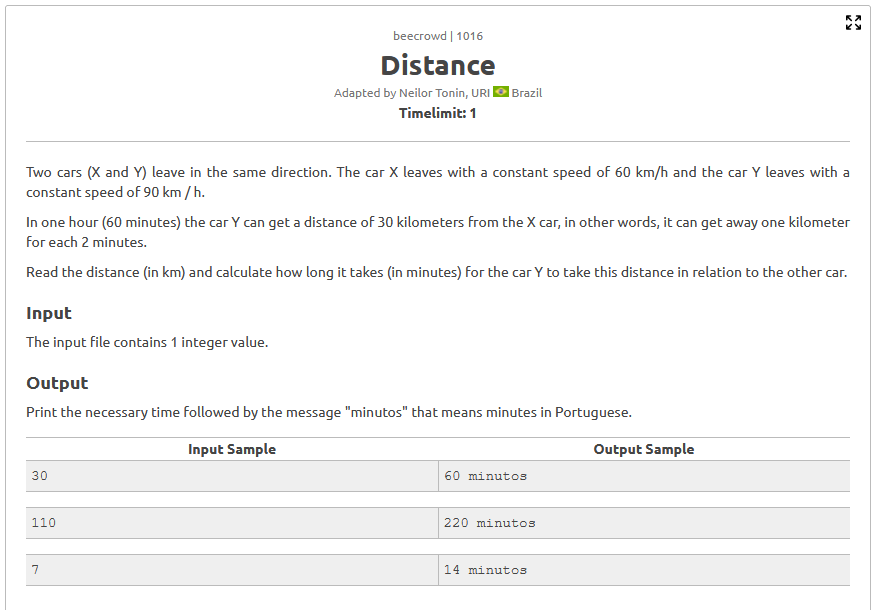 beecrowd | 1016
Distance
Adapted by Neilor Tonin, URI Brazil
Timelimit: 1
Two cars (X and Y) leave in the same direction. The car X leaves with a constant speed of 60 km/h and the car Y leaves with a
constant speed of 90 km / h.
In one hour (60 minutes) the car Y can get a distance of 30 kilometers from the X car, in other words, it can get away one kilometer
for each 2 minutes.
Read the distance (in km) and calculate how long it takes (in minutes) for the car Y to take this distance in relation to the other car.
Input
The input file contains 1 integer value.
Output
Print the necessary time followed by the message "minutos" that means minutes in Portuguese.
Input Sample Output Sample
30 60 minutos
110 220 minutos
7 14 minutos